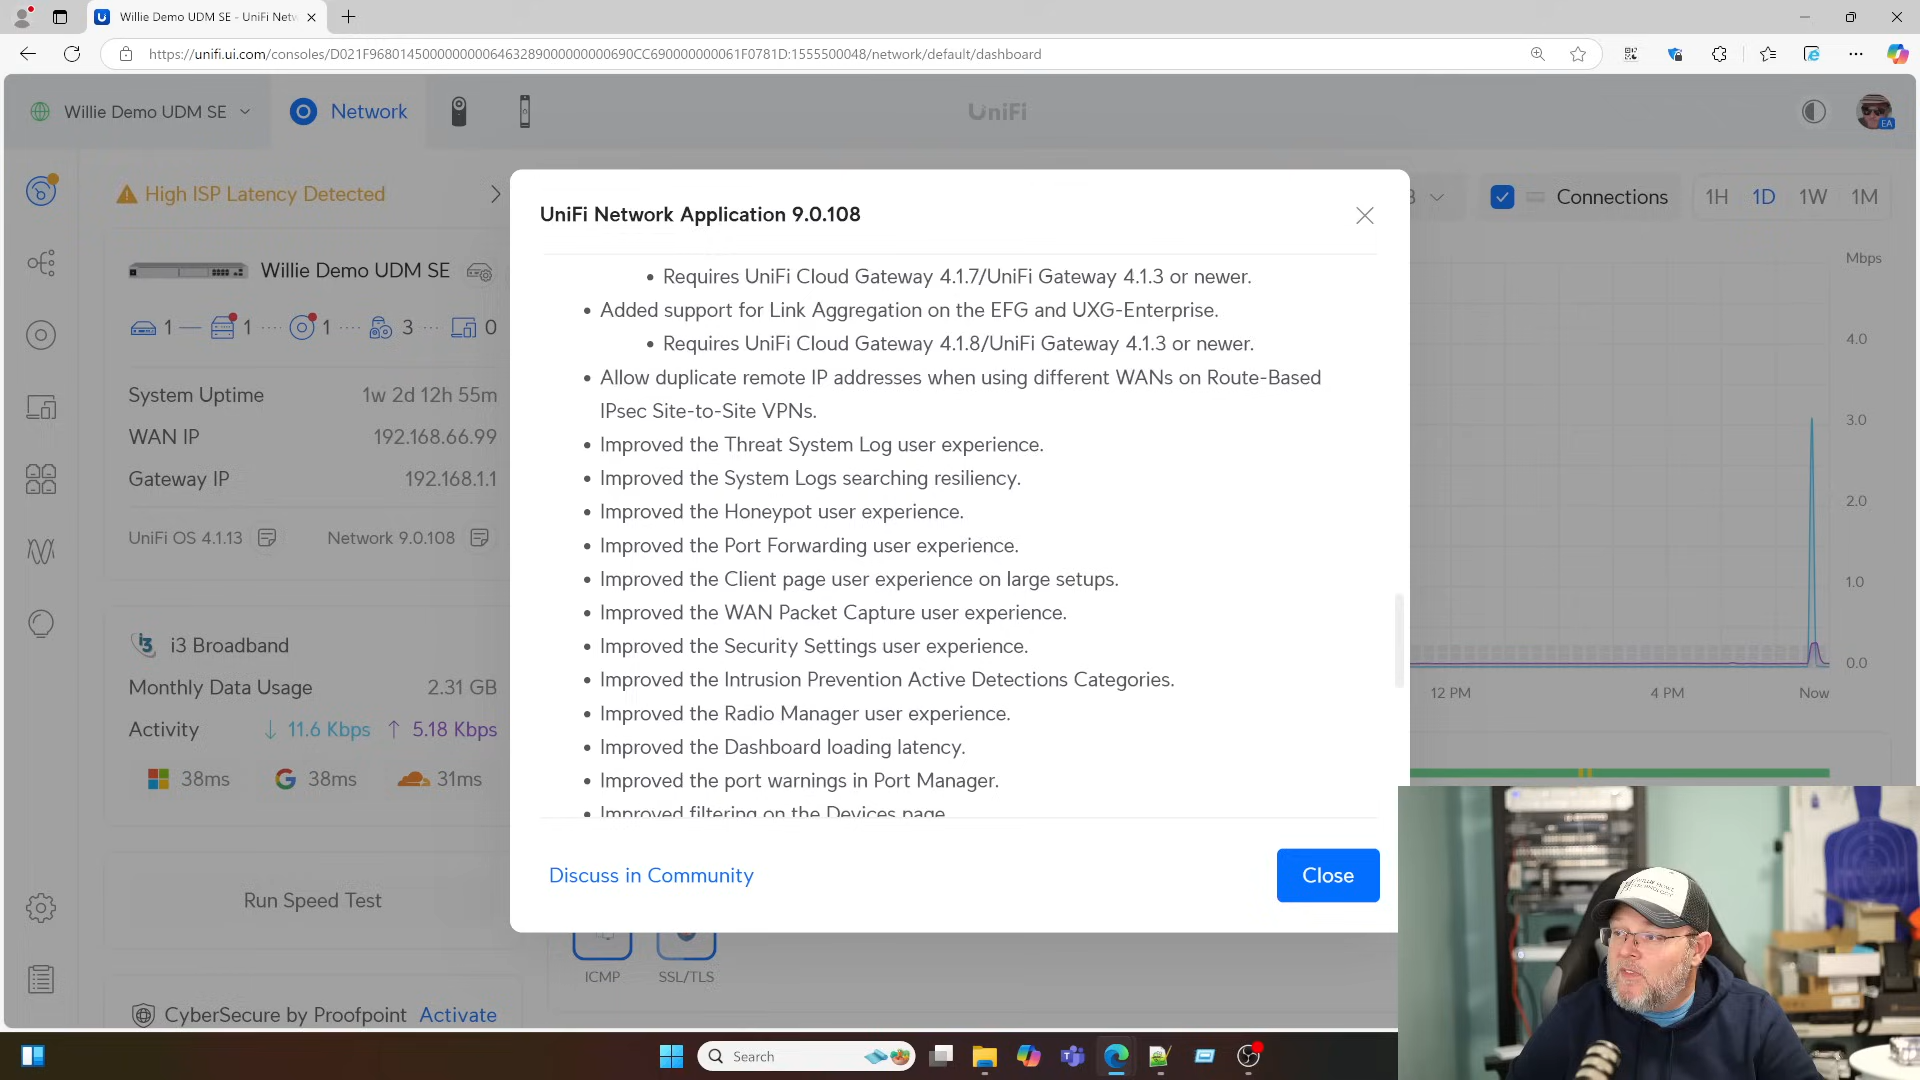 Willie Demo UDM SE - UniFi Netw
https://unifi.ui.com/consoles/D021F96801450000000006463289000000000690CC690000000061F0781D:1555500048/network/default/dashboard
Willie Demo UDM SE
Network
UniFi
EA
High ISP Latency Detected
Connections
1H 1D 1W 1M
Willie Demo UDM SE
1 1 1 3 0
System Uptime 1w 2d 12h 55m
WAN IP 192.168.66.99
Gateway IP 192.168.1.1
UniFi OS 4.1.13 Network 9.0.108
i3 Broadband
Monthly Data Usage 2.31 GB
Activity ↓ 11.6 Kbps ↑ 5.18 Kbps
38ms 38ms 31ms
Run Speed Test
CyberSecure by Proofpoint Activate
UniFi Network Application 9.0.108
• Requires UniFi Cloud Gateway 4.1.7/UniFi Gateway 4.1.3 or newer.
• Added support for Link Aggregation on the EFG and UXG-Enterprise.
• Requires UniFi Cloud Gateway 4.1.8/UniFi Gateway 4.1.3 or newer.
• Allow duplicate remote IP addresses when using different WANs on Route-Based
IPsec Site-to-Site VPNs.
• Improved the Threat System Log user experience.
• Improved the System Logs searching resiliency.
• Improved the Honeypot user experience.
• Improved the Port Forwarding user experience.
• Improved the Client page user experience on large setups.
• Improved the WAN Packet Capture user experience.
• Improved the Security Settings user experience.
• Improved the Intrusion Prevention Active Detections Categories.
• Improved the Radio Manager user experience.
• Improved the Dashboard loading latency.
• Improved the port warnings in Port Manager.
• Improved filtering on the Devices page
Discuss in Community
Close
ICMP SSL/TLS
Mbps
4.0
3.0
2.0
1.0
0.0
12 PM 4 PM Now
Search